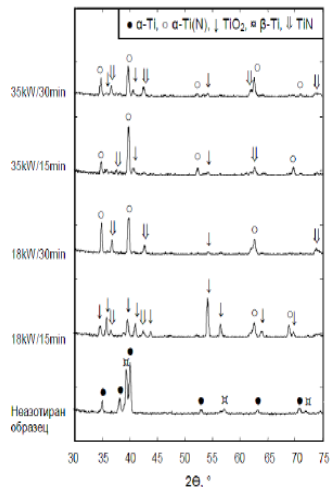 ● α-Ti, ○ α-Ti(N), ↓ TiO₂, ¤ β-Ti, ⇓ TiN
35kW/30min
35kW/15min
18kW/30min
18kW/15min
Неазотиран
образец
30 35 40 45 50 55 60 65 70 75
2Θ, °